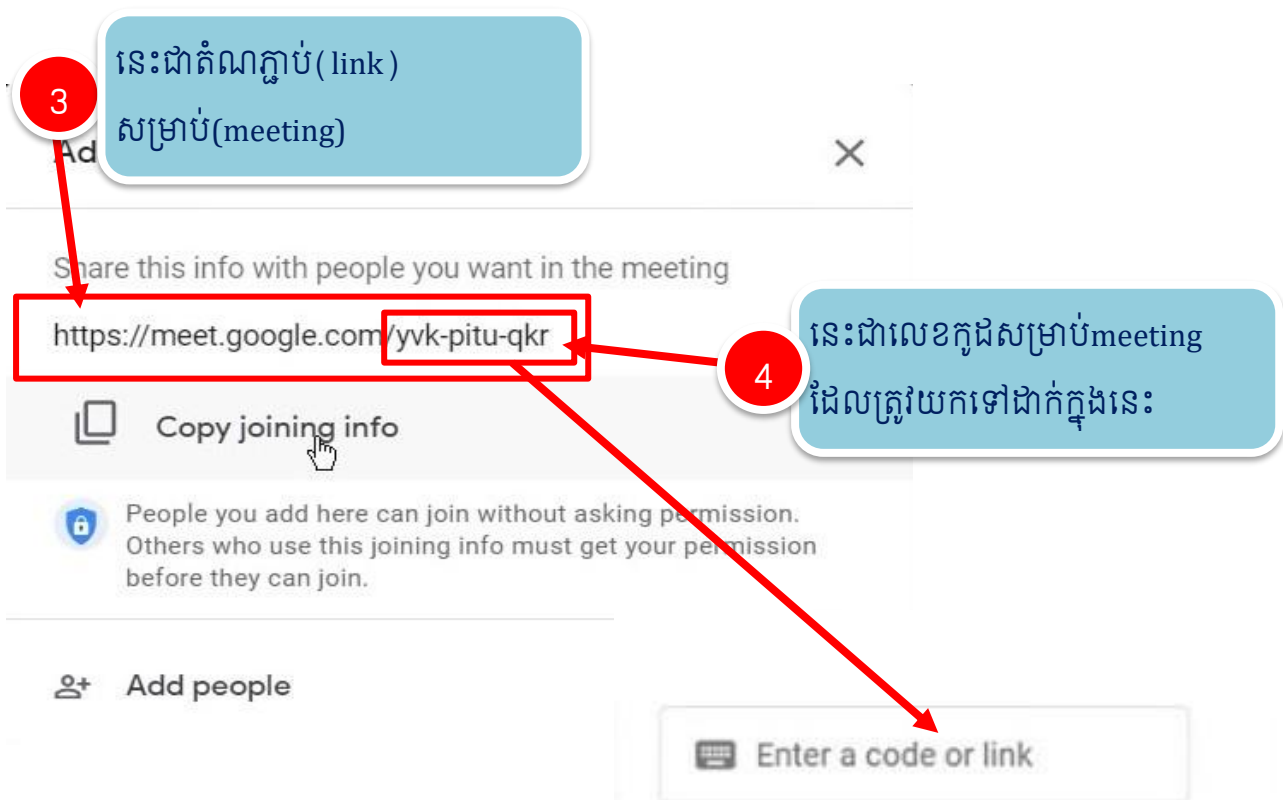 3
នេះជាតំណភ្ជាប់( link )
សម្រាប់(meeting)
Ad
Share this info with people you want in the meeting
https://meet.google.com/yvk-pitu-qkr
4
នេះជាលេខកូដសម្រាប់meeting
ដែលត្រូវយកទៅដាក់ក្នុងនេះ
Copy joining info
People you add here can join without asking permission.
Others who use this joining info must get your permission
before they can join.
Add people
Enter a code or link